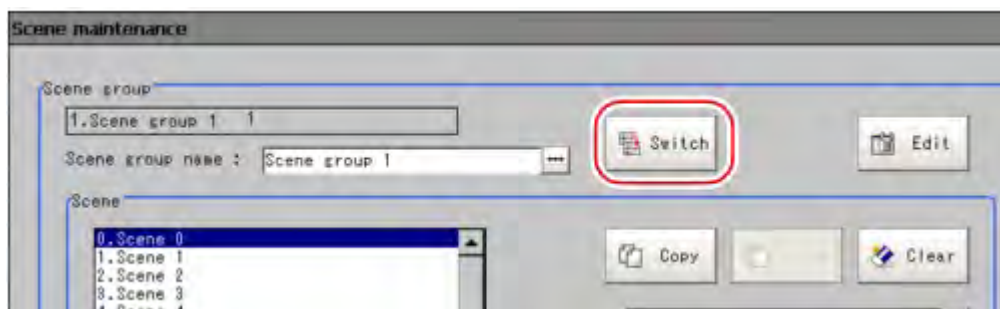 Scene maintenance
Scene group
1.Scene group 1 1
Switch
Edit
Scene group name : Scene group 1 ...
Scene
0.Scene 0
1.Scene 1
2.Scene 2
3.Scene 3
Copy
Clear